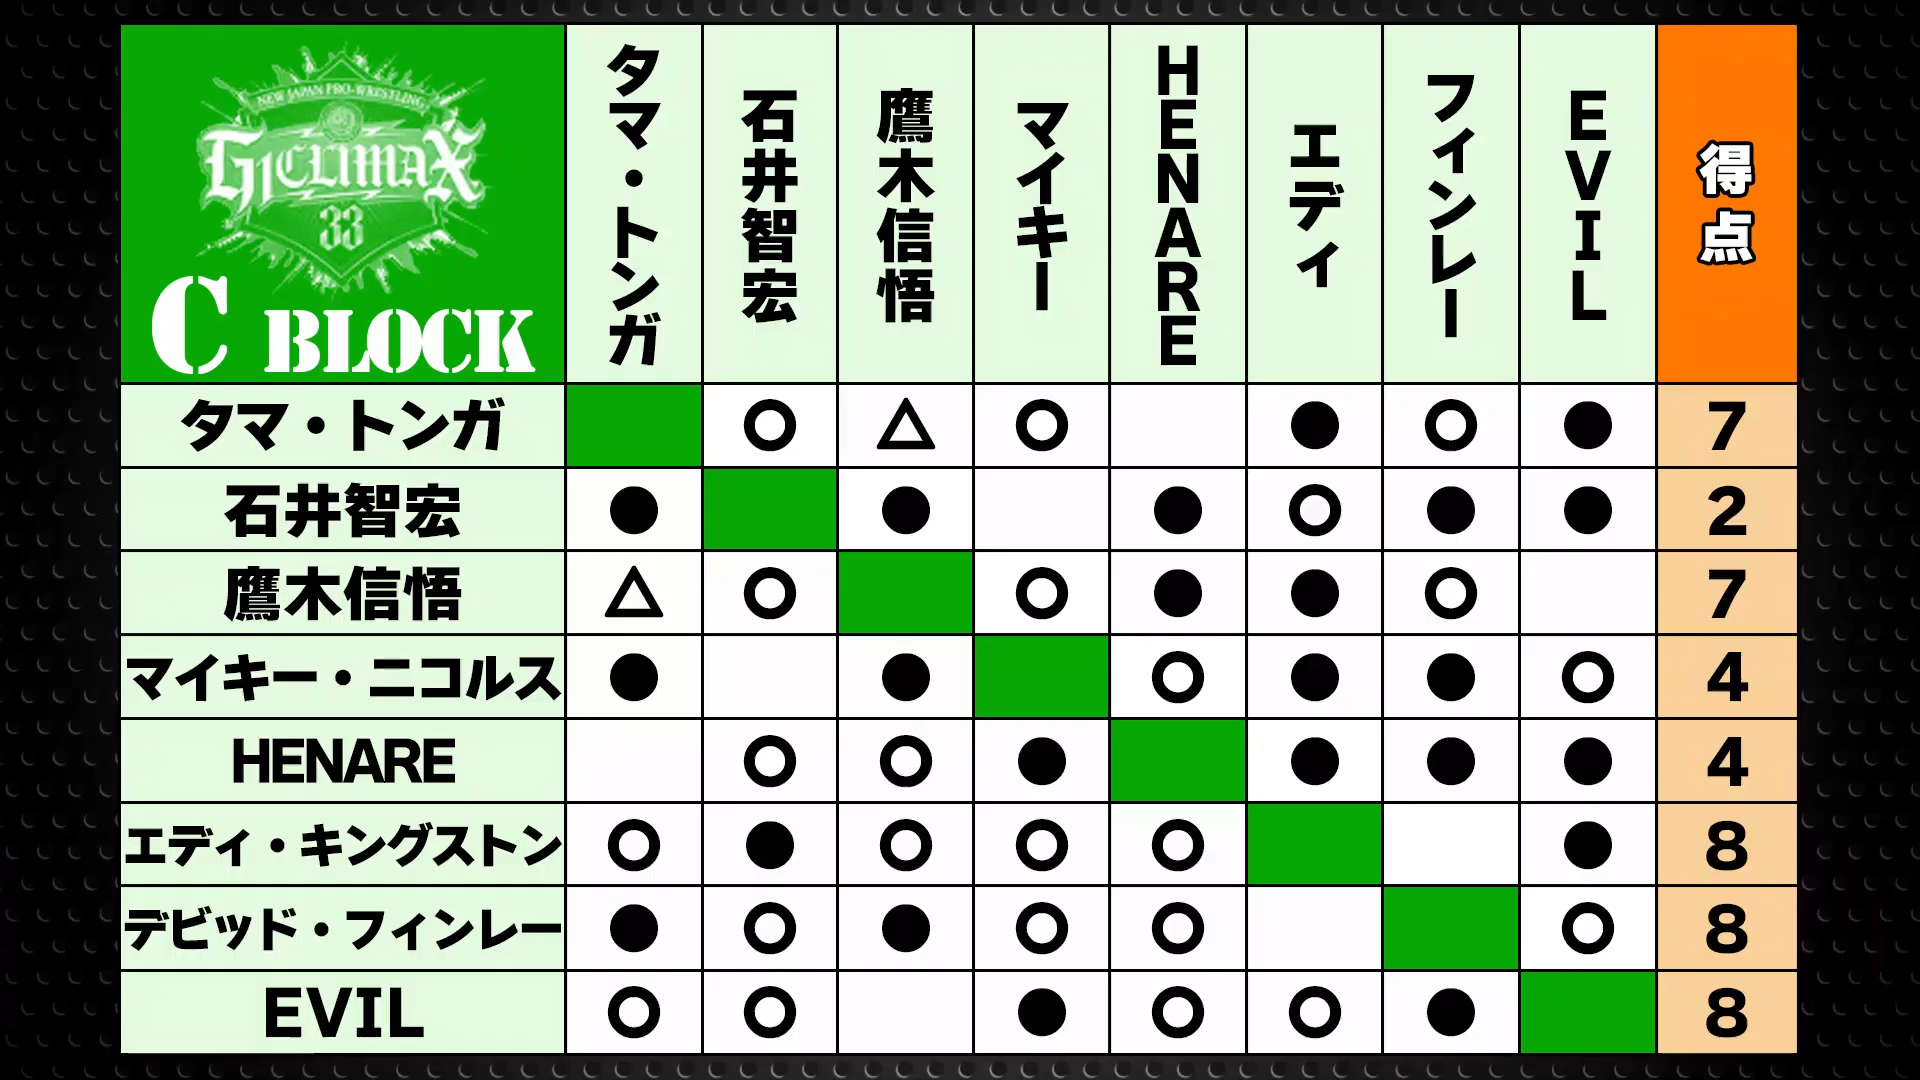 NEW JAPAN PRO-WRESTLING
G1 CLIMAX
33
C BLOCK
タマ・トンガ 石井智宏 鷹木信悟 マイキー HENARE エディ フィンレー EVIL 得点
タマ・トンガ ○ △ ○ ● ○ ● 7
石井智宏 ● ● ● ○ ● ● 2
鷹木信悟 △ ○ ○ ● ● ○ 7
マイキー・ニコルス ● ● ○ ● ● ○ 4
HENARE ○ ○ ● ● ● ● 4
エディ・キングストン ○ ● ○ ○ ○ ● 8
デビッド・フィンレー ● ○ ● ○ ○ ○ 8
EVIL ○ ○ ● ○ ○ ● 8